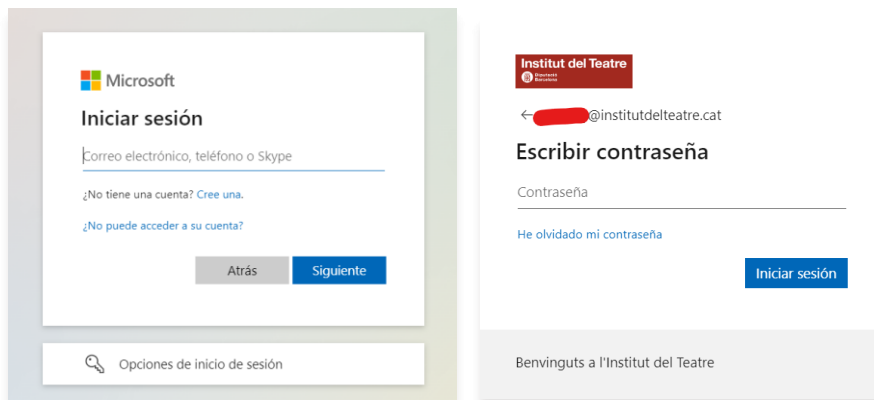 Microsoft
Iniciar sesión
Correo electrónico, teléfono o Skype
¿No tiene una cuenta? Cree una.
¿No puede acceder a su cuenta?
Atrás
Siguiente
Opciones de inicio de sesión
Institut del Teatre
Diputació
Barcelona
@institutdelteatre.cat
Escribir contraseña
Contraseña
He olvidado mi contraseña
Iniciar sesión
Benvinguts a l'Institut del Teatre